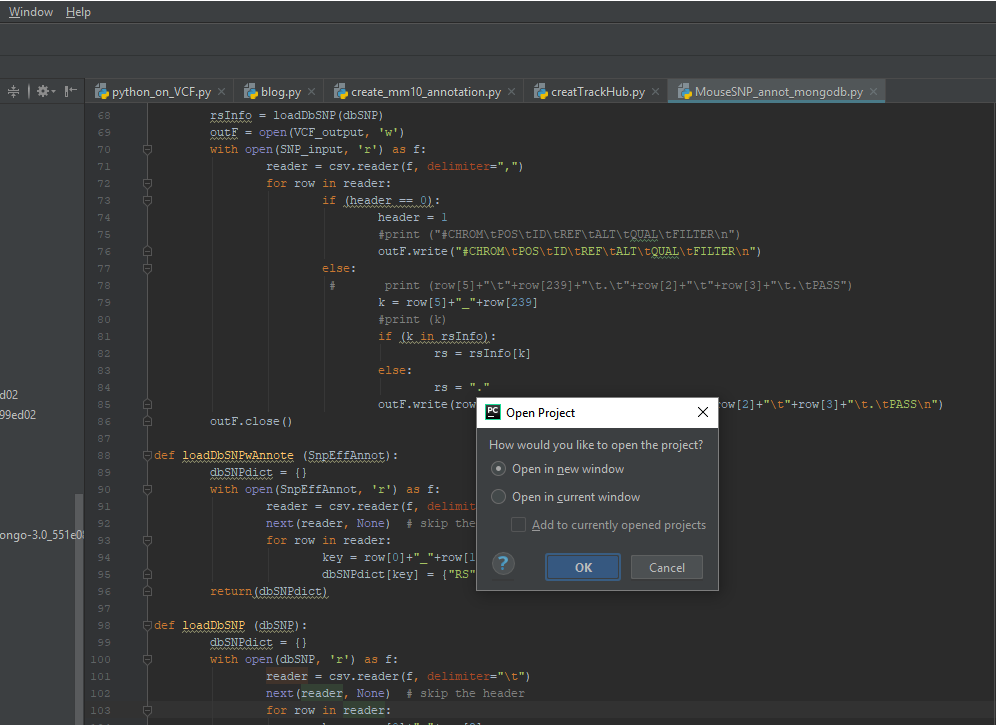 Window Help
python_on_VCF.py blog.py create_mm10_annotation.py creatTrackHub.py MouseSNP_annot_mongodb.py
68 rsInfo = loadDbSNP(dbSNP)
69 outF = open(VCF_output, 'w')
70 with open(SNP_input, 'r') as f:
71 reader = csv.reader(f, delimiter=",")
72 for row in reader:
73 if (header == 0):
74 header = 1
75 #print ("#CHROM\tPOS\tID\tREF\tALT\tQUAL\tFILTER\n")
76 outF.write("#CHROM\tPOS\tID\tREF\tALT\tQUAL\tFILTER\n")
77 else:
78 # print (row[5]+"\t"+row[239]+"\t.\t"+row[2]+"\t"+row[3]+"\t.\tPASS")
79 k = row[5]+"_"+row[239]
80 #print (k)
81 if (k in rsInfo):
82 rs = rsInfo[k]
83 else:
84 rs = "."
d02
85 outF.write(row row[2]+"\t"+row[3]+"\t.\tPASS\n")
99ed02
86 outF.close()
87
88 def loadDbSNPwAnnote (SnpEffAnnot):
89 dbSNPdict = {}
90 with open(SnpEffAnnot, 'r') as f:
91 reader = csv.reader(f, delimit
92 next(reader, None) # skip the
ongo-3.0_551e08
93 for row in reader:
94 key = row[0]+"_"+row[1
95 dbSNPdict[key] = {"RS"
96 return(dbSNPdict)
97
98 def loadDbSNP (dbSNP):
99 dbSNPdict = {}
100 with open(dbSNP, 'r') as f:
101 reader = csv.reader(f, delimiter="\t")
102 next(reader, None) # skip the header
103 for row in reader:
PC Open Project
How would you like to open the project?
Open in new window
Open in current window
Add to currently opened projects
? OK Cancel